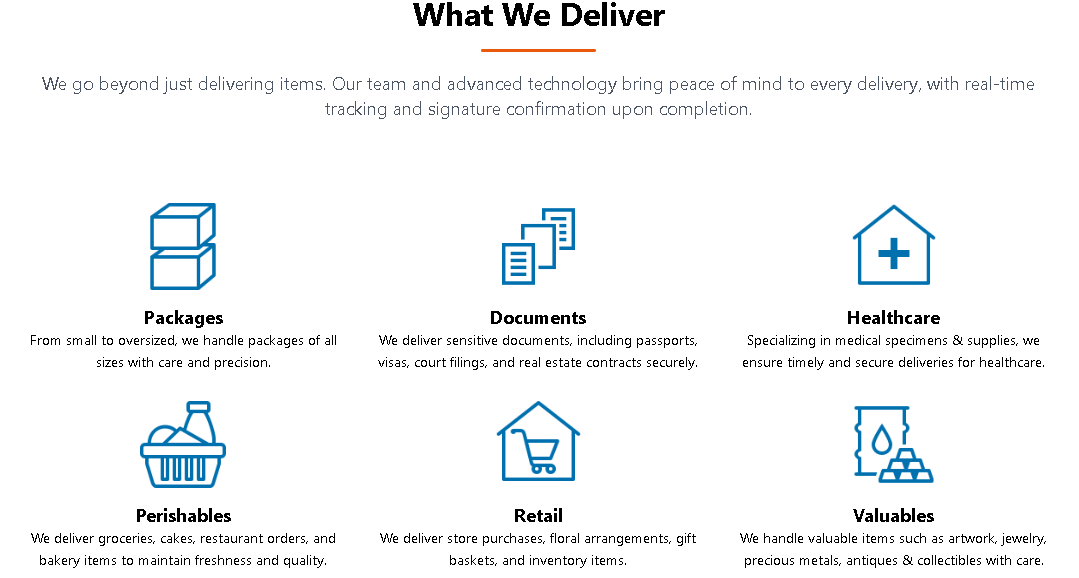 What We Deliver
We go beyond just delivering items. Our team and advanced technology bring peace of mind to every delivery, with real-time
tracking and signature confirmation upon completion.
Packages
From small to oversized, we handle packages of all
sizes with care and precision.
Documents
We deliver sensitive documents, including passports,
visas, court filings, and real estate contracts securely.
Healthcare
Specializing in medical specimens & supplies, we
ensure timely and secure deliveries for healthcare.
Perishables
We deliver groceries, cakes, restaurant orders, and
bakery items to maintain freshness and quality.
Retail
We deliver store purchases, floral arrangements, gift
baskets, and inventory items.
Valuables
We handle valuable items such as artwork, jewelry,
precious metals, antiques & collectibles with care.